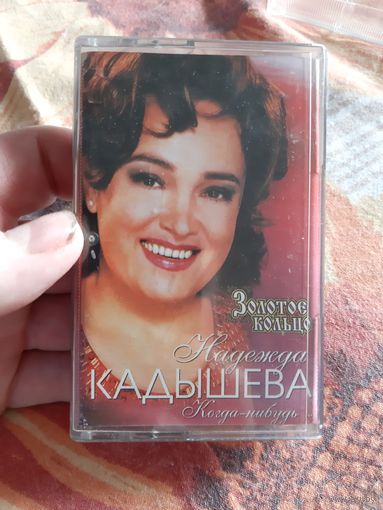 Золотое
кольцо
Надежда
КАДЫШЕВА
Когда-нибудь...